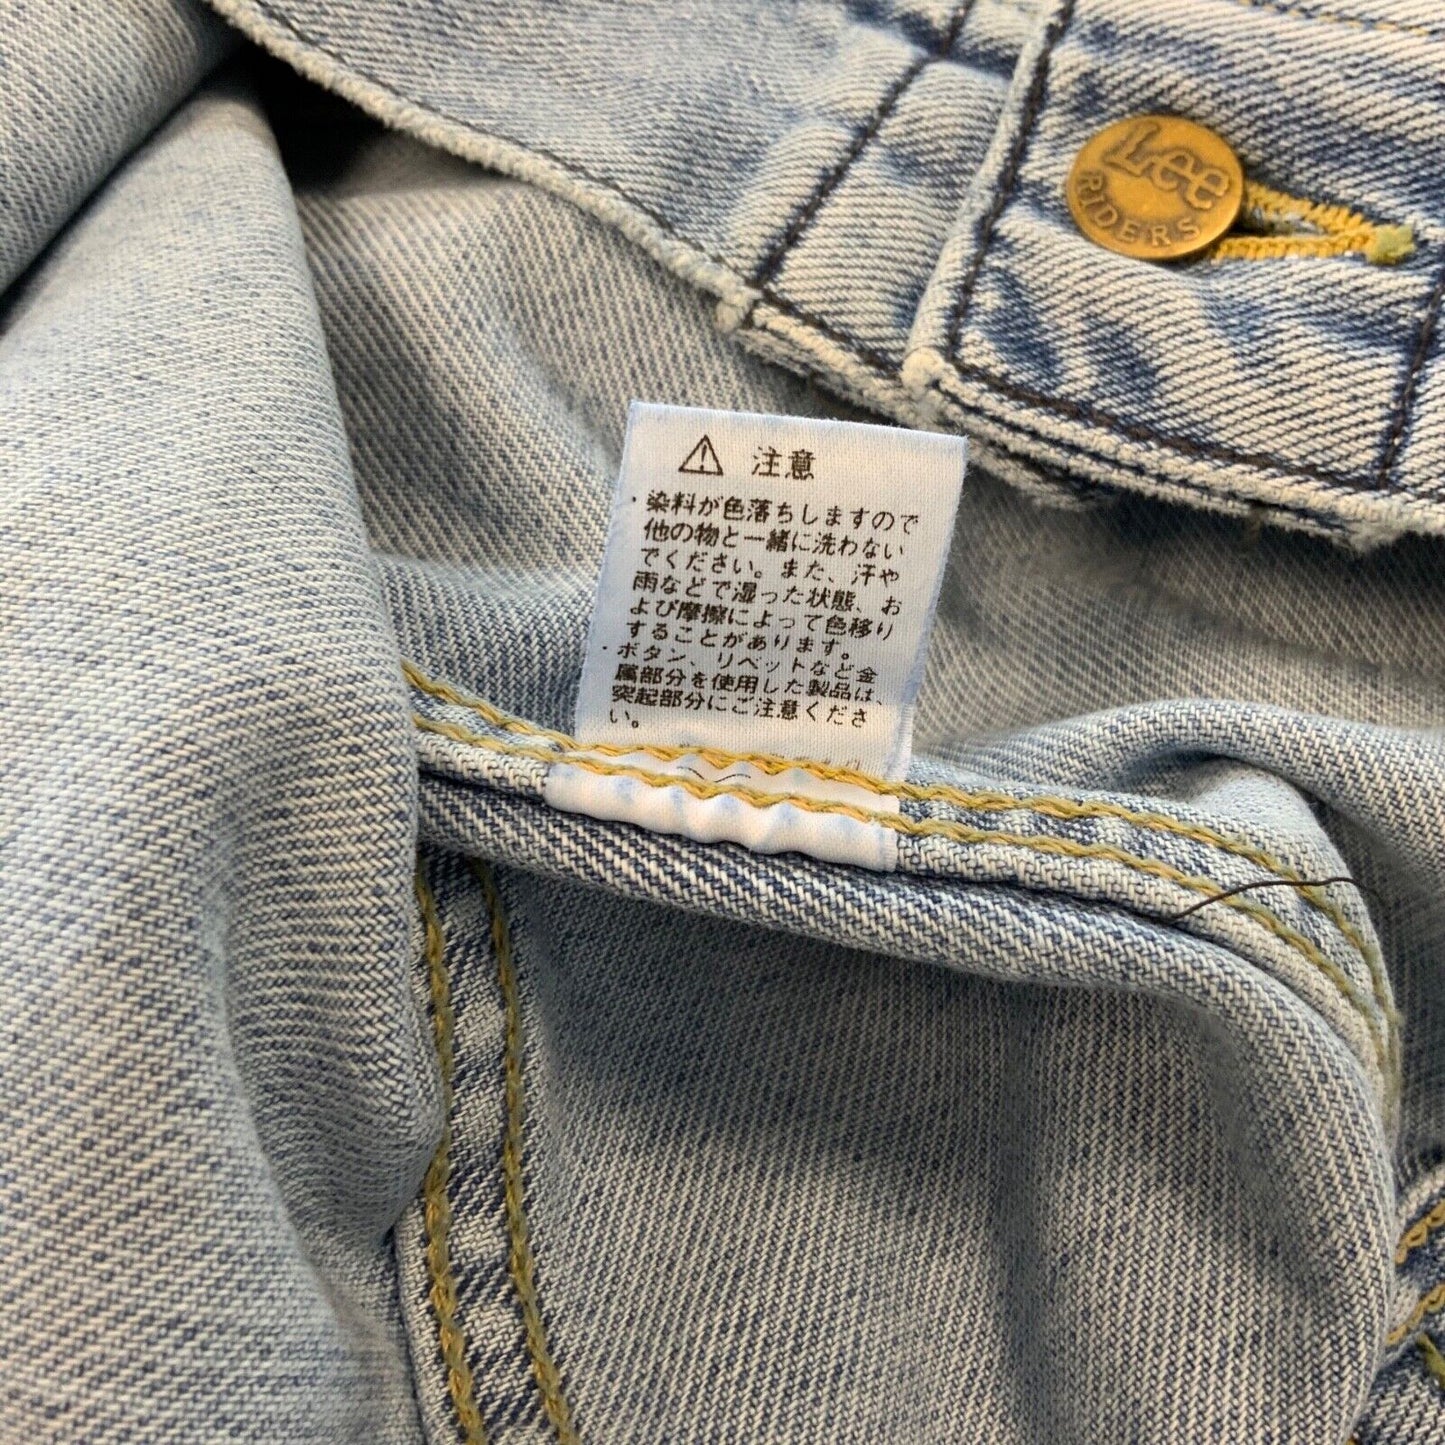 Lee
RIDERS
注意
・染料が色落ちしますので
他の物と一緒に洗わない
でください。また、汗や
雨などで湿った状態、お
よび摩擦によって色移り
することがあります。
・ボタン、リベットなど金
属部分を使用した製品は、
突起部分にご注意くださ
い。